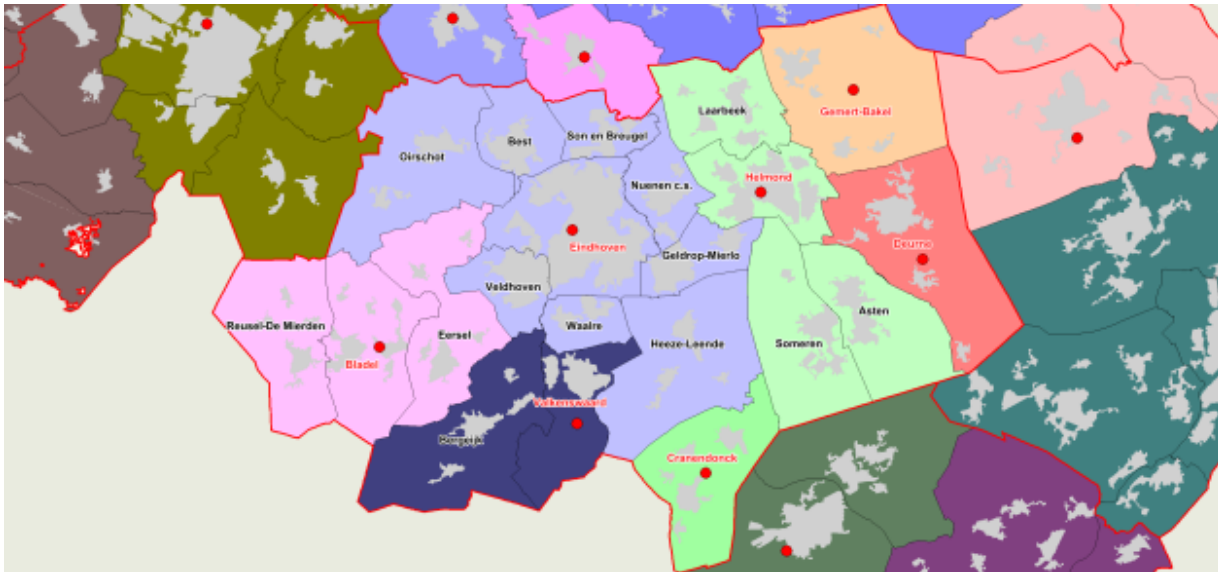 Laarbeek
Gemert-Bakel
Oirschot
Best
Son en Breugel
Nuenen c.s.
Helmond
Eindhoven
Deurne
Geldrop-Mierlo
Veldhoven
Reusel-De Mierden
Waalre
Asten
Eersel
Heeze-Leende
Someren
Bladel
Valkenswaard
Bergeijk
Cranendonck